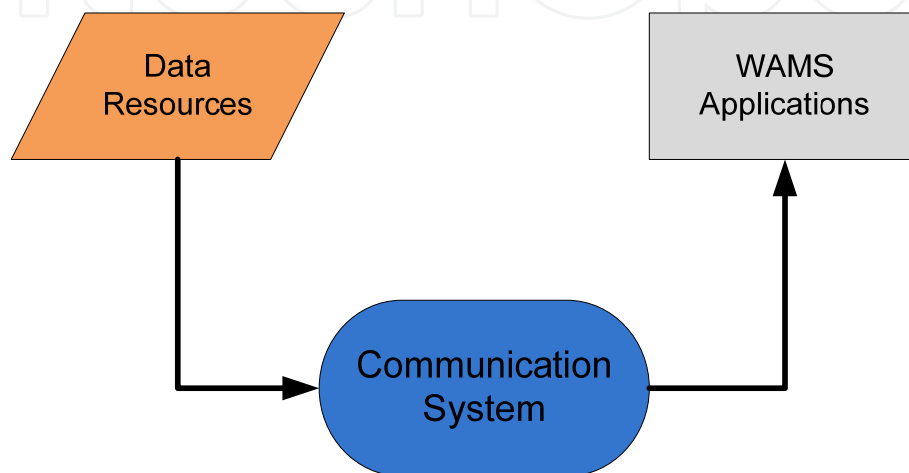 Data
Resources
WAMS
Applications
Communication
System